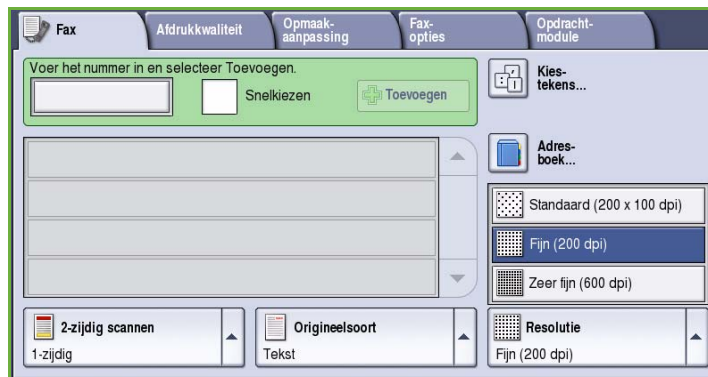 Fax
Afdrukkwaliteit
Opmaak-
aanpassing
Fax-
opties
Opdracht-
module
Voer het nummer in en selecteer Toevoegen.
Snelkiezen
Toevoegen
Kies-
tekens...
Adres-
boek...
Standaard (200 x 100 dpi)
Fijn (200 dpi)
Zeer fijn (600 dpi)
2-zijdig scannen
1-zijdig
Origineelsoort
Tekst
Resolutie
Fijn (200 dpi)